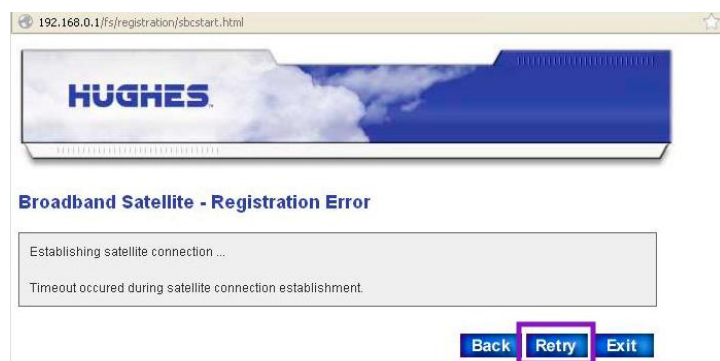 192.168.0.1/fs/registration/sbcstart.html
HUGHES
Broadband Satellite - Registration Error
Establishing satellite connection ...
Timeout occured during satellite connection establishment.
Back Retry Exit